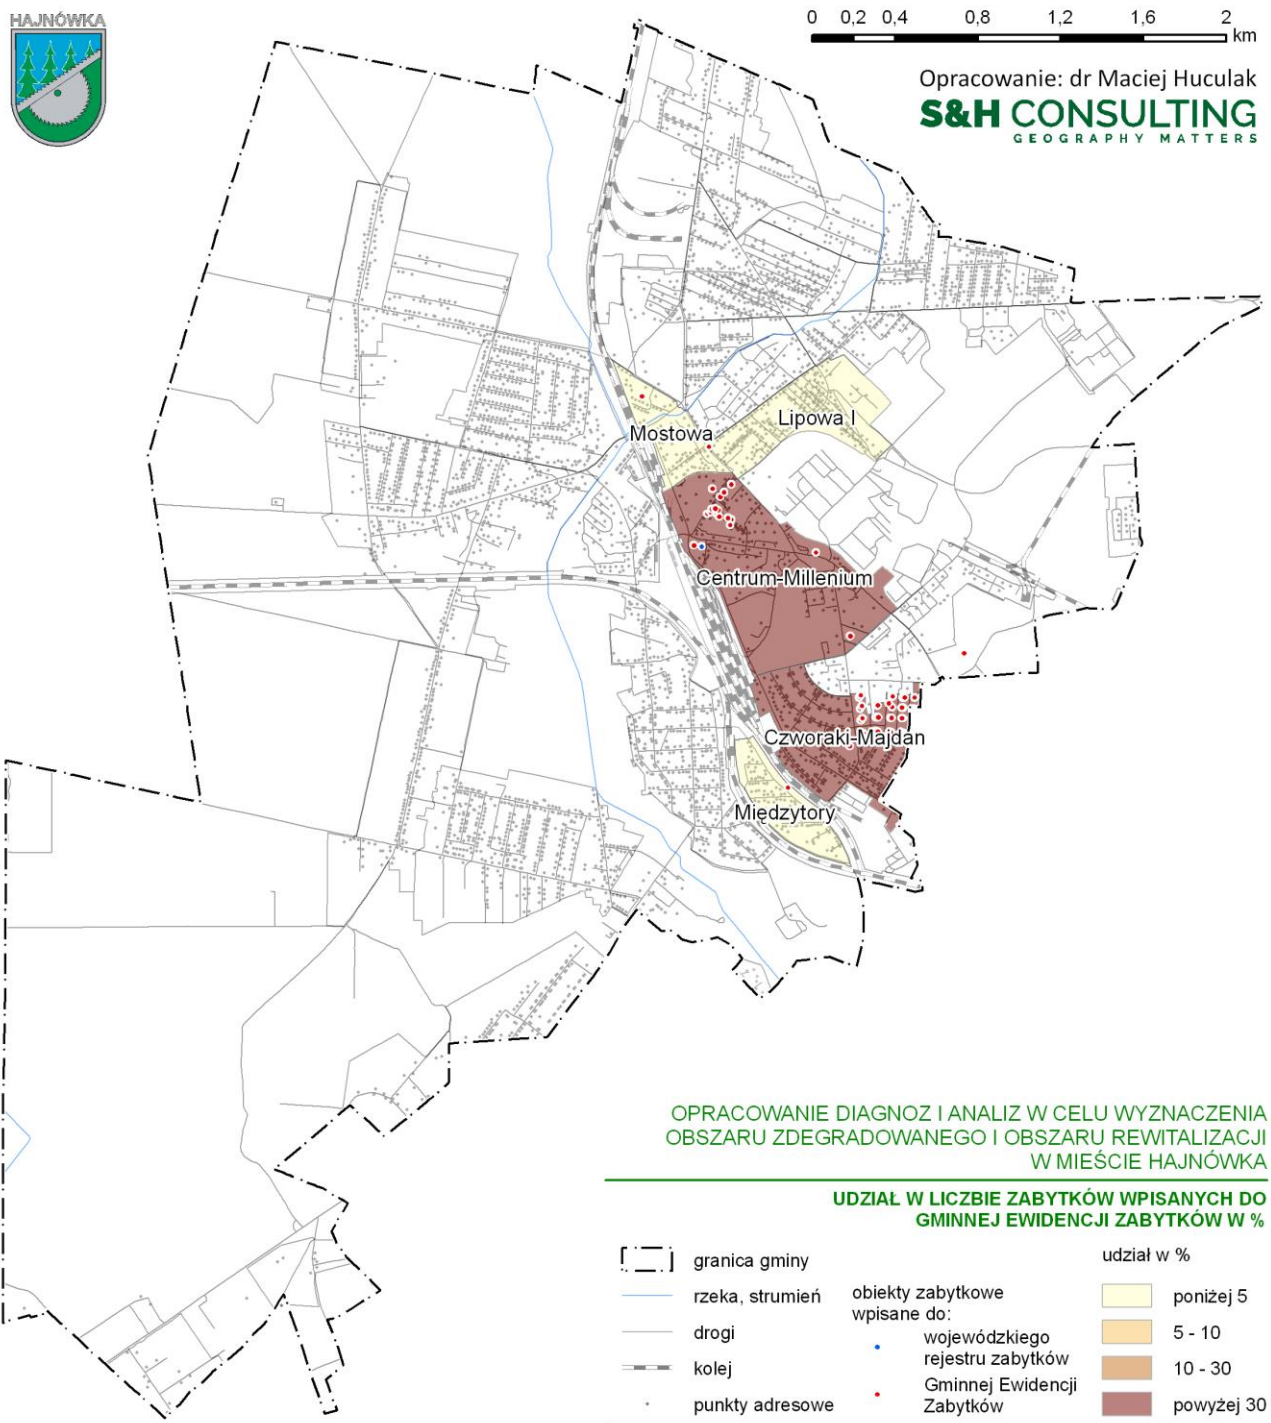 HAJNÓWKA
0 0,2 0,4 0,8 1,2 1,6 2
km
Opracowanie: dr Maciej Huculak
S&H CONSULTING
GEOGRAPHY MATTERS
Lipowa I
Mostowa
Centrum-Millenium
Czworaki-Majdan
Międzytory
OPRACOWANIE DIAGNOZ I ANALIZ W CELU WYZNACZENIA
OBSZARU ZDEGRADOWANEGO I OBSZARU REWITALIZACJI
W MIEŚCIE HAJNÓWKA
UDZIAŁ W LICZBIE ZABYTKÓW WPISANYCH DO
GMINNEJ EWIDENCJI ZABYTKÓW W %
granica gminy
rzeka, strumień
drogi
kolej
punkty adresowe
obiekty zabytkowe
wpisane do:
wojewódzkiego
rejestru zabytków
Gminnej Ewidencji
Zabytków
udział w %
poniżej 5
5 - 10
10 - 30
powyżej 30